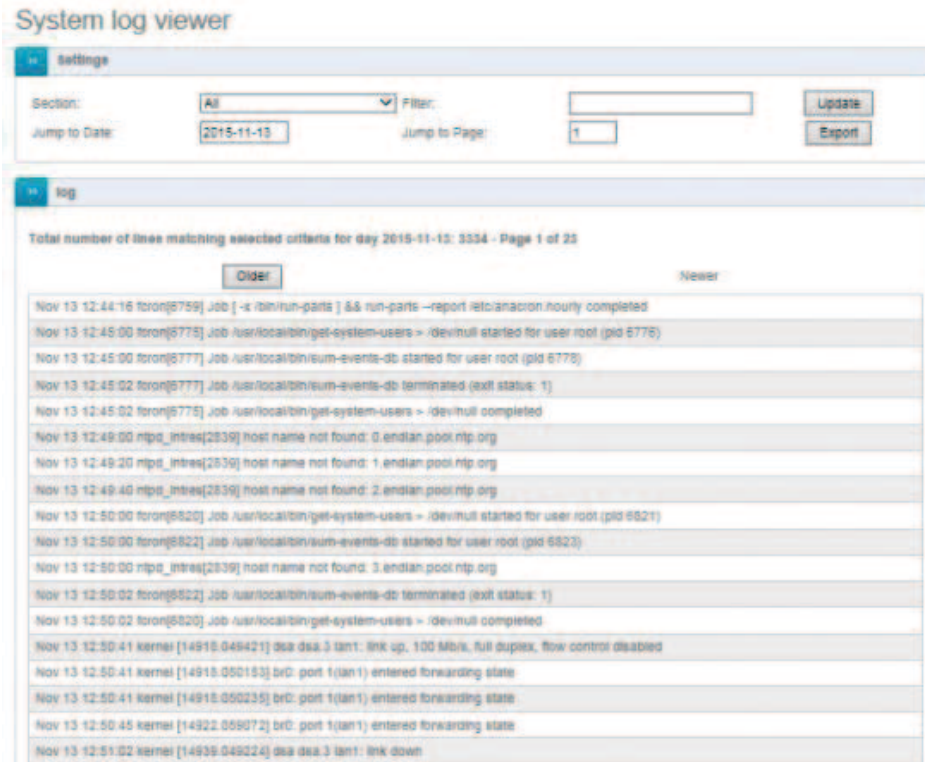 System log viewer
Settings
Section: All Filter: Update
Jump to Date: 2015-11-13 Jump to Page: 1 Export
log
Total number of lines matching selected criteria for day 2015-11-13: 3334 - Page 1 of 23
Older Newer
Nov 13 12:44:16 fcron[6759] Job [ -x /bin/run-parts ] && run-parts --report /etc/anacron.hourly completed
Nov 13 12:45:00 fcron[6775] Job /usr/local/bin/get-system-users > /dev/null started for user root (pid 6776)
Nov 13 12:45:00 fcron[6777] Job /usr/local/bin/sum-events-db started for user root (pid 6778)
Nov 13 12:45:02 fcron[6777] Job /usr/local/bin/sum-events-db terminated (exit status: 1)
Nov 13 12:45:02 fcron[6775] Job /usr/local/bin/get-system-users > /dev/null completed
Nov 13 12:49:00 ntpd_intres[2839] host name not found: 0.endian.pool.ntp.org
Nov 13 12:49:20 ntpd_intres[2839] host name not found: 1.endian.pool.ntp.org
Nov 13 12:49:40 ntpd_intres[2839] host name not found: 2.endian.pool.ntp.org
Nov 13 12:50:00 fcron[6820] Job /usr/local/bin/get-system-users > /dev/null started for user root (pid 6821)
Nov 13 12:50:00 fcron[6822] Job /usr/local/bin/sum-events-db started for user root (pid 6823)
Nov 13 12:50:00 ntpd_intres[2839] host name not found: 3.endian.pool.ntp.org
Nov 13 12:50:02 fcron[6822] Job /usr/local/bin/sum-events-db terminated (exit status: 1)
Nov 13 12:50:02 fcron[6820] Job /usr/local/bin/get-system-users > /dev/null completed
Nov 13 12:50:41 kernel [14918.049421] dsa dsa.3 lan1: link up, 100 Mb/s, full duplex, flow control disabled
Nov 13 12:50:41 kernel [14918.050153] br0: port 1(lan1) entered forwarding state
Nov 13 12:50:41 kernel [14918.050235] br0: port 1(lan1) entered forwarding state
Nov 13 12:50:45 kernel [14922.059072] br0: port 1(lan1) entered forwarding state
Nov 13 12:51:02 kernel [14939.049224] dsa dsa.3 lan1: link down